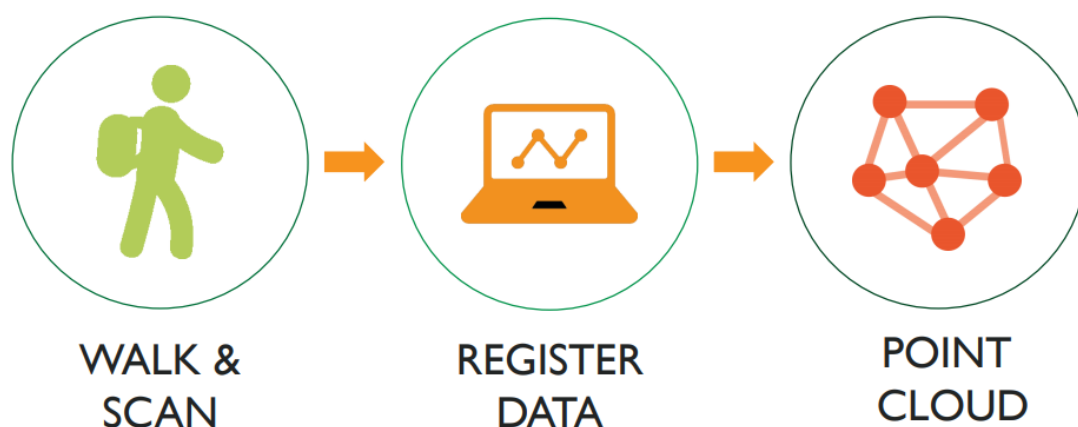 WALK &
SCAN
REGISTER
DATA
POINT
CLOUD